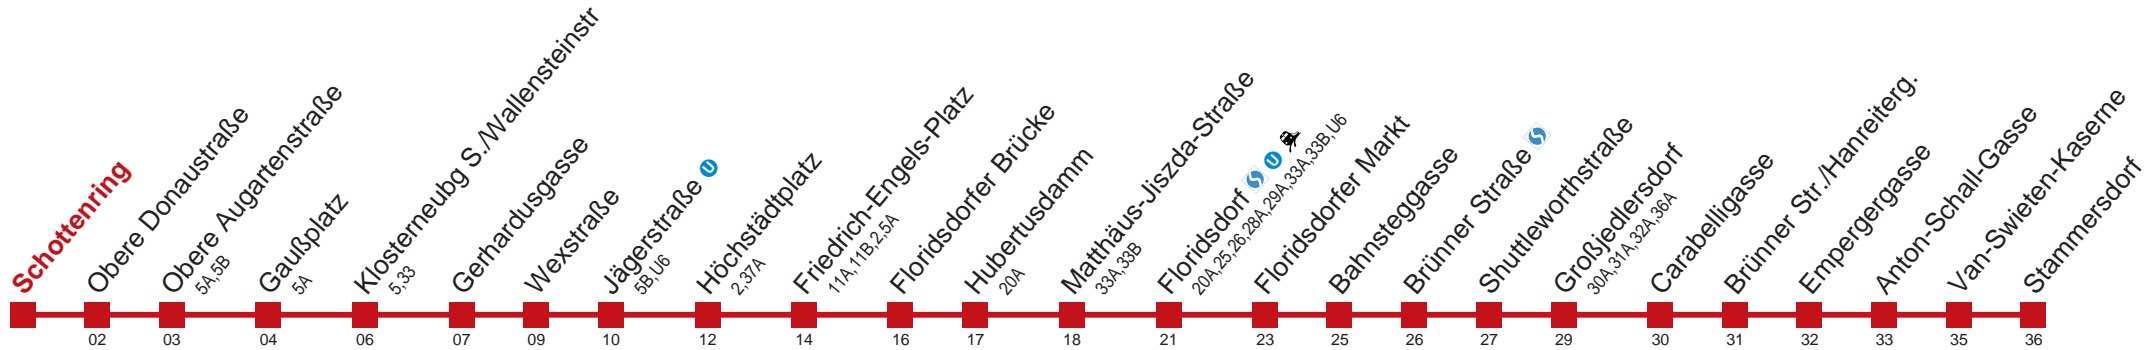 Schottenring
Obere Donaustraße
02
Obere Augartenstraße
5A,5B
03
Gaußplatz
5A
04
Klosterneubg S./Wallensteinstr
5,33
06
Gerhardusgasse
07
Wexstraße
09
Jägerstraße U
5B,U6
10
Höchstädtplatz
2,37A
12
Friedrich-Engels-Platz
11A,11B,2,5A
14
Floridsdorfer Brücke
16
Hubertusdamm
20A
17
Matthäus-Jiszda-Straße
33A,33B
18
Floridsdorf S U
20A,25,26,28A,29A,33A,33B,U6
21
Floridsdorfer Markt
23
Bahnsteggasse
25
Brünner Straße S
26
Shuttleworthstraße
27
Großjedlersdorf
30A,31A,32A,36A
29
Carabelligasse
30
Brünner Str./Hanreiterg.
31
Empergergasse
32
Anton-Schall-Gasse
33
Van-Swieten-Kaserne
35
Stammersdorf
36